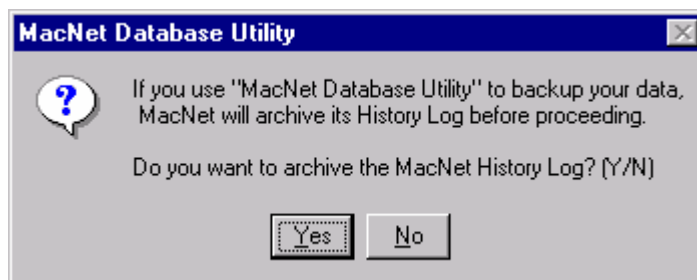 MacNet Database Utility
If you use "MacNet Database Utility" to backup your data,
MacNet will archive its History Log before proceeding.
Do you want to archive the MacNet History Log? (Y/N)
Yes No